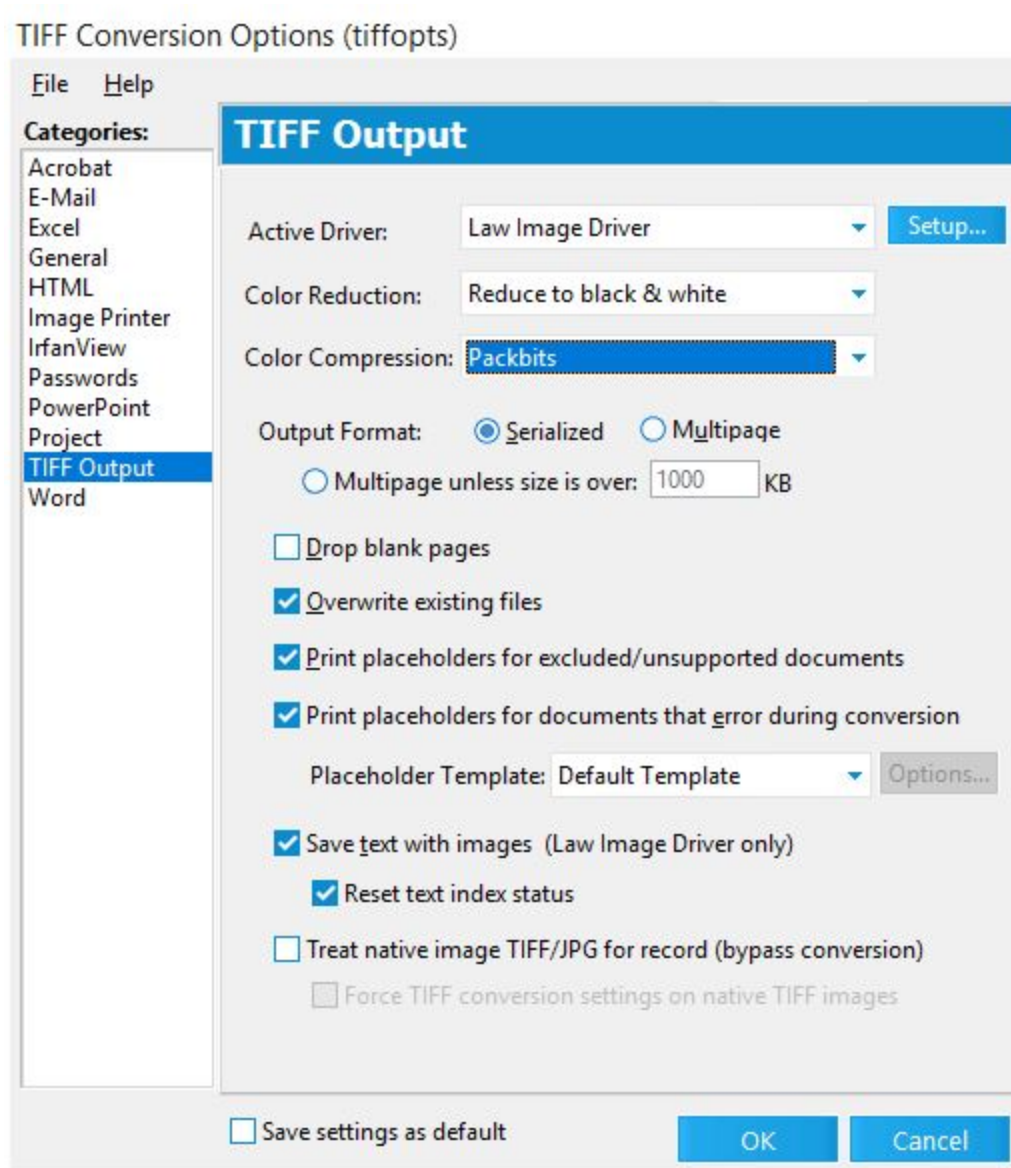 TIFF Conversion Options (tiffopts)
File Help
Categories:
Acrobat
E-Mail
Excel
General
HTML
Image Printer
IrfanView
Passwords
PowerPoint
Project
TIFF Output
Word
TIFF Output
Active Driver: Law Image Driver Setup...
Color Reduction: Reduce to black & white
Color Compression: Packbits
Output Format: Serialized Multipage
Multipage unless size is over: 1000 KB
Drop blank pages
Overwrite existing files
Print placeholders for excluded/unsupported documents
Print placeholders for documents that error during conversion
Placeholder Template: Default Template Options...
Save text with images (Law Image Driver only)
Reset text index status
Treat native image TIFF/JPG for record (bypass conversion)
Force TIFF conversion settings on native TIFF images
Save settings as default OK Cancel